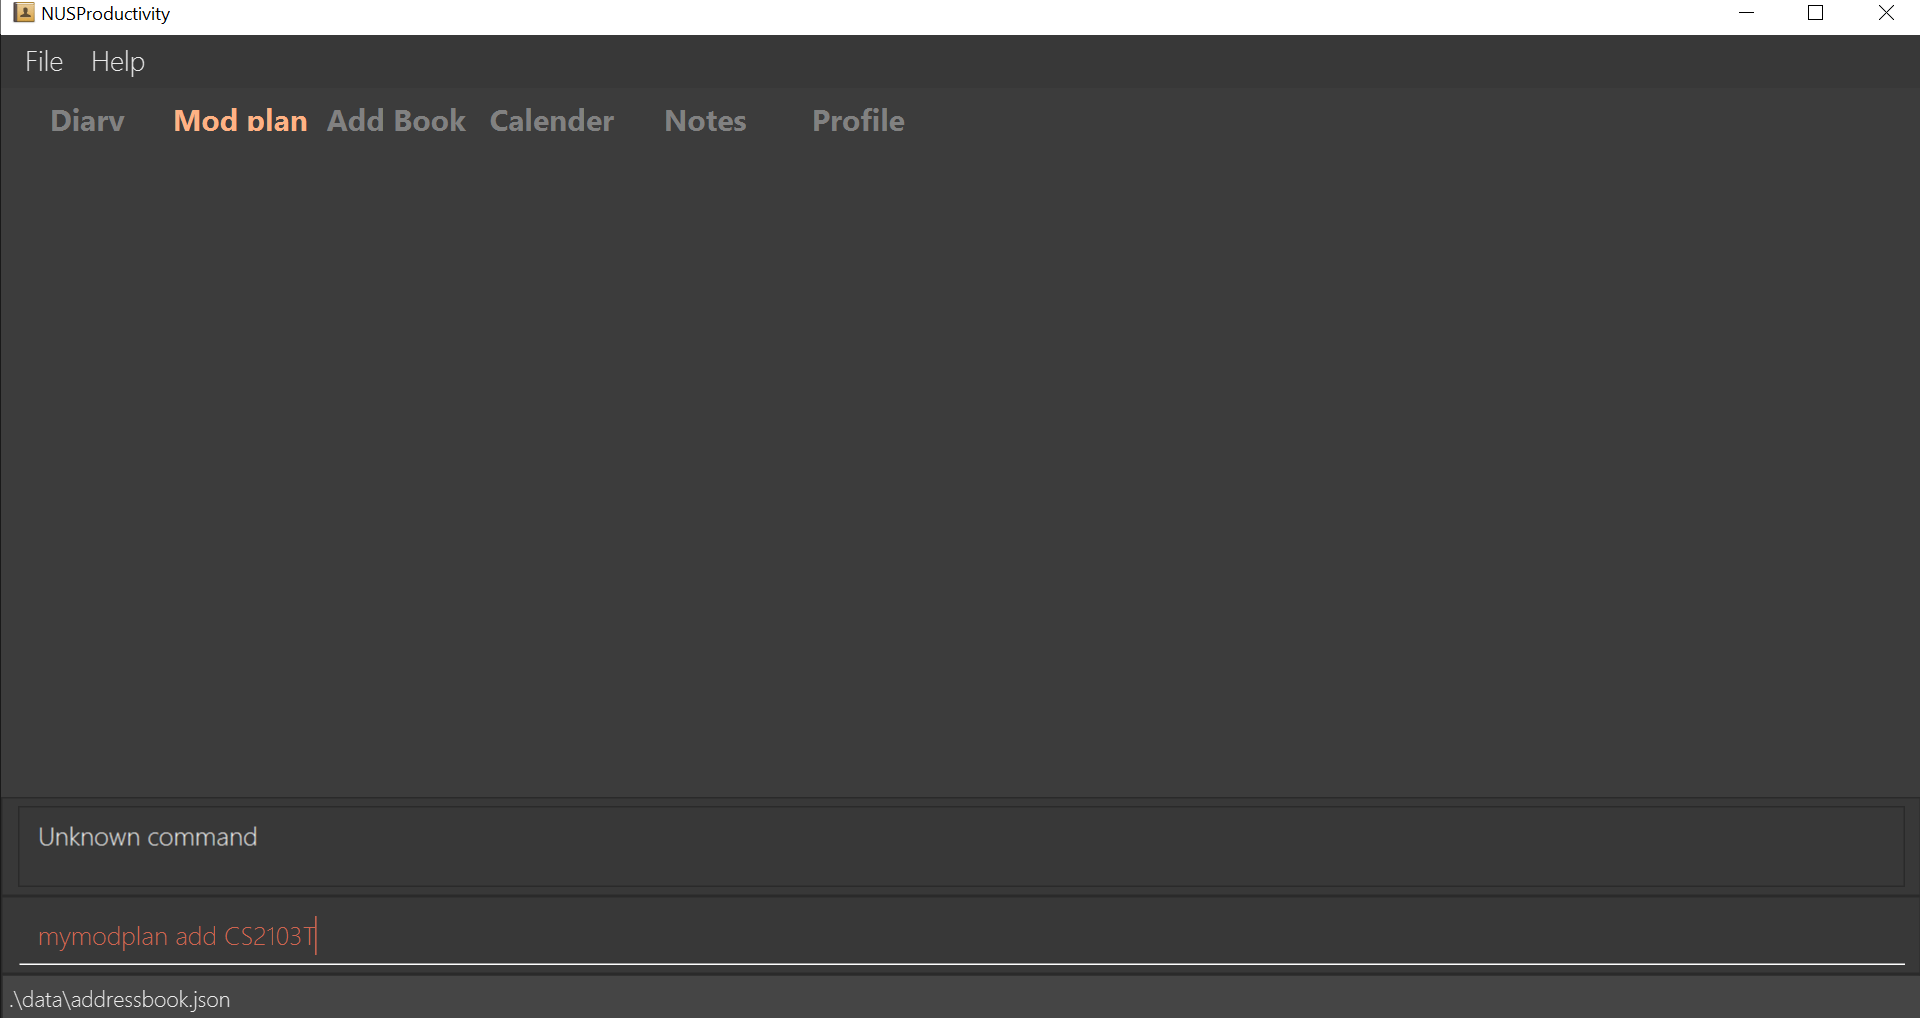 NUSProductivity
File Help
Diary Mod plan Add Book Calender Notes Profile
Unknown command
mymodplan add CS2103T
.\data\addressbook.json